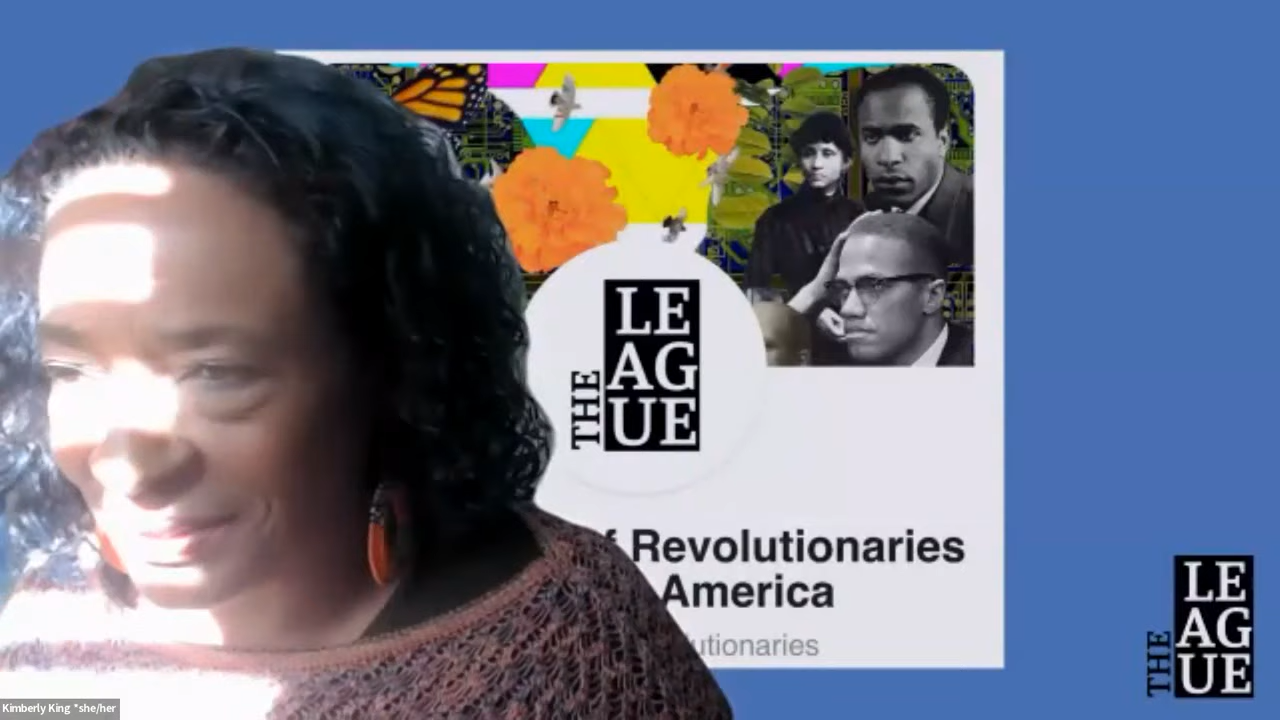 THE
LE
AG
UE
f Revolutionaries
America
utionaries
THE
LE
AG
UE
Kimberly King *she/her